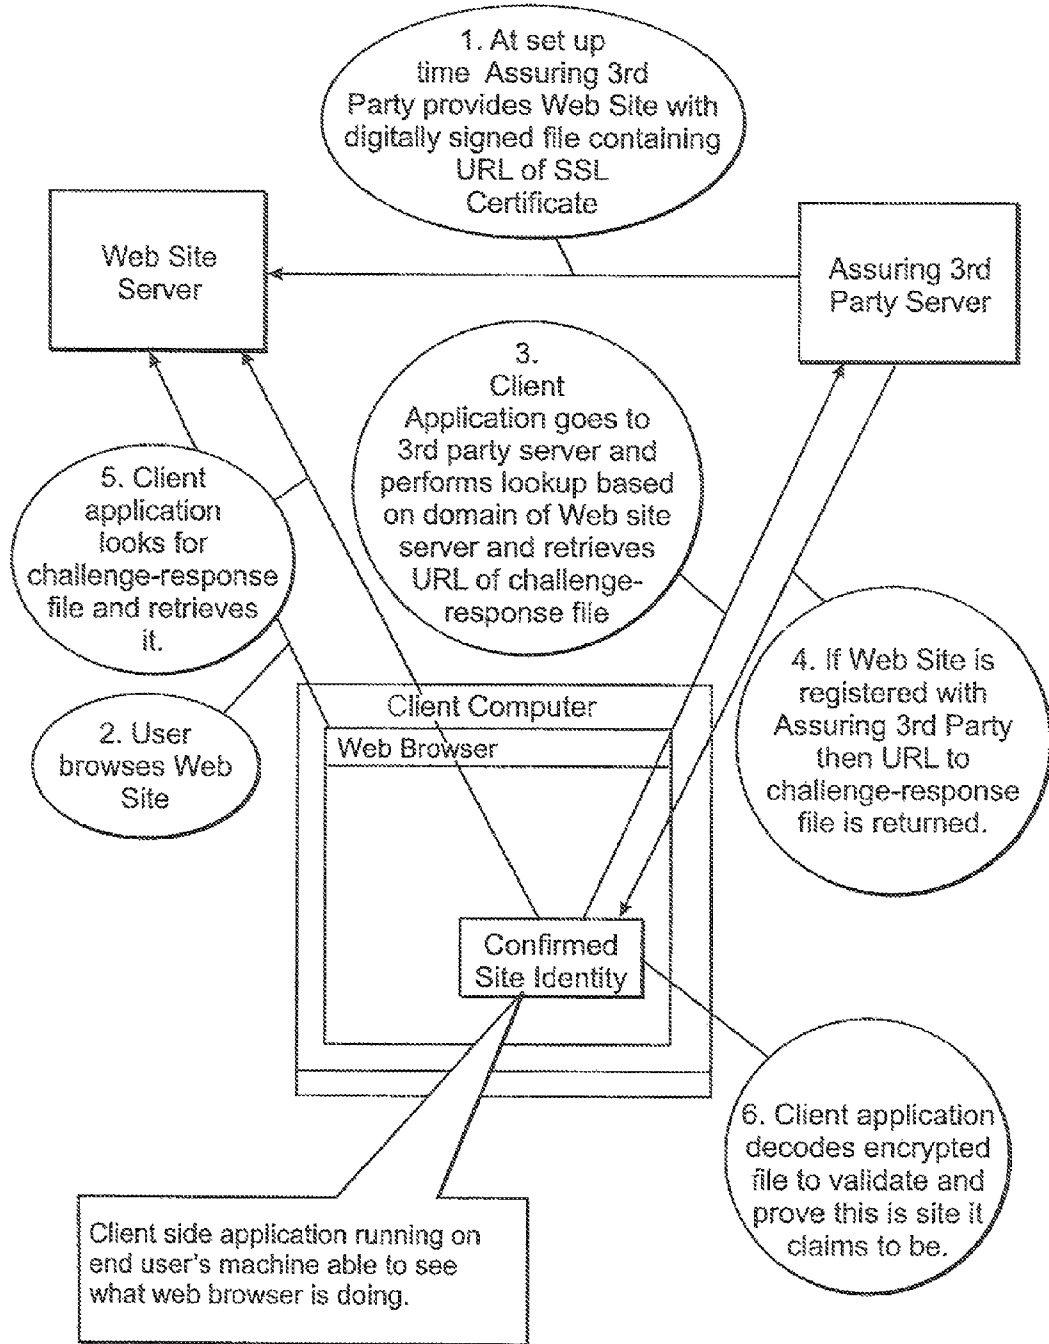 1. At set up
time Assuring 3rd
Party provides Web Site with
digitally signed file containing
URL of SSL
Certificate
Web Site
Server
Assuring 3rd
Party Server
3.
Client
Application goes to
3rd party server and
performs lookup based
on domain of Web site
server and retrieves
URL of challenge-
response file
5. Client
application
looks for
challenge-response
file and retrieves
it.
4. If Web Site is
registered with
Assuring 3rd Party
then URL to
challenge-response
file is returned.
2. User
browses Web
Site
Client Computer
Web Browser
Confirmed
Site Identity
6. Client application
decodes encrypted
file to validate and
prove this is site it
claims to be.
Client side application running on
end user's machine able to see
what web browser is doing.